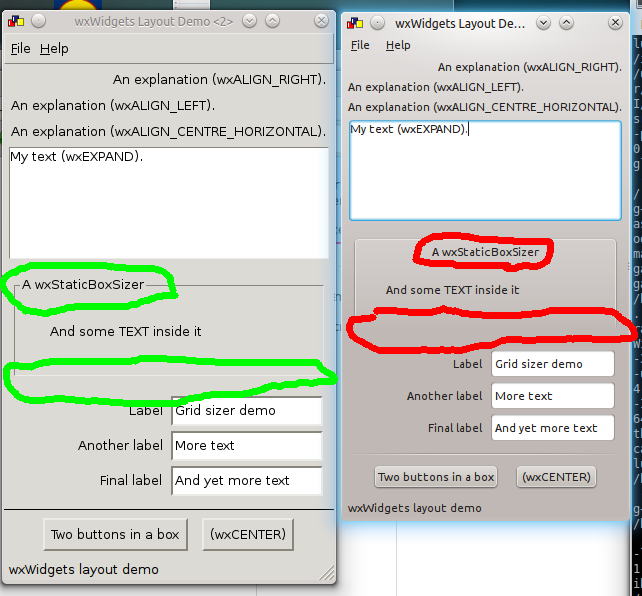 wxWidgets Layout Demo <2>
File Help
An explanation (wxALIGN_RIGHT).
An explanation (wxALIGN_LEFT).
An explanation (wxALIGN_CENTRE_HORIZONTAL).
My text (wxEXPAND).
A wxStaticBoxSizer
And some TEXT inside it
Label Grid sizer demo
Another label More text
Final label And yet more text
Two buttons in a box (wxCENTER)
wxWidgets layout demo
wxWidgets Layout De...
File Help
An explanation (wxALIGN_RIGHT).
An explanation (wxALIGN_LEFT).
An explanation (wxALIGN_CENTRE_HORIZONTAL).
My text (wxEXPAND).
A wxStaticBoxSizer
And some TEXT inside it
Label Grid sizer demo
Another label More text
Final label And yet more text
Two buttons in a box (wxCENTER)
wxWidgets layout demo